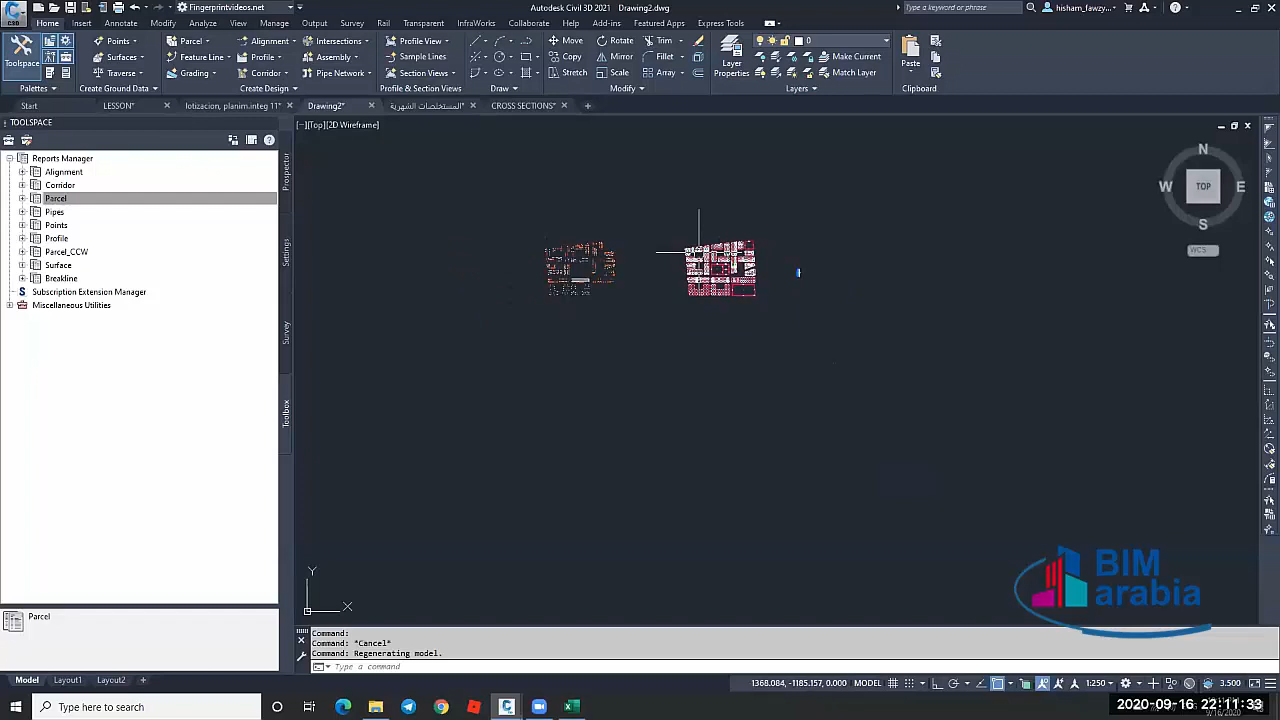 Fingerprintvideos.net
Autodesk Civil 3D 2021 Drawing2.dwg
Type a keyword or phrase
hisham_fawzy...
Home Insert Annotate Modify Analyze View Manage Output Survey Rail Transparent InfraWorks Collaborate Help Add-ins Featured Apps Express Tools
Toolspace
Points
Surfaces
Traverse
Parcel
Feature Line
Grading
Alignment
Profile
Corridor
Intersections
Assembly
Pipe Network
Profile View
Sample Lines
Section Views
Move
Copy
Stretch
Rotate
Mirror
Scale
Trim
Fillet
Array
Layer
Properties
0
Make Current
Match Layer
Paste
Palettes
Create Ground Data
Create Design
Profile & Section Views
Draw
Modify
Layers
Clipboard
Start
LESSON*
lotizacion, planim.integ 11*
Drawing2*
المستخلصات الشهرية*
CROSS SECTIONS*
TOOLSPACE
[−][Top][2D Wireframe]
Reports Manager
Alignment
Corridor
Parcel
Pipes
Points
Profile
Parcel_CCW
Surface
Breakline
Subscription Extension Manager
Miscellaneous Utilities
Prospector
Settings
Survey
Toolbox
N
W
TOP
E
S
WCS
Y
X
BIM
arabia
Parcel
Command:
Command: *Cancel*
Command: Regenerating model.
Type a command
Model Layout1 Layout2
1368.084, -1185.157, 0.000 MODEL
1:250
3.500
Type here to search
2020-09-16 22:11:33